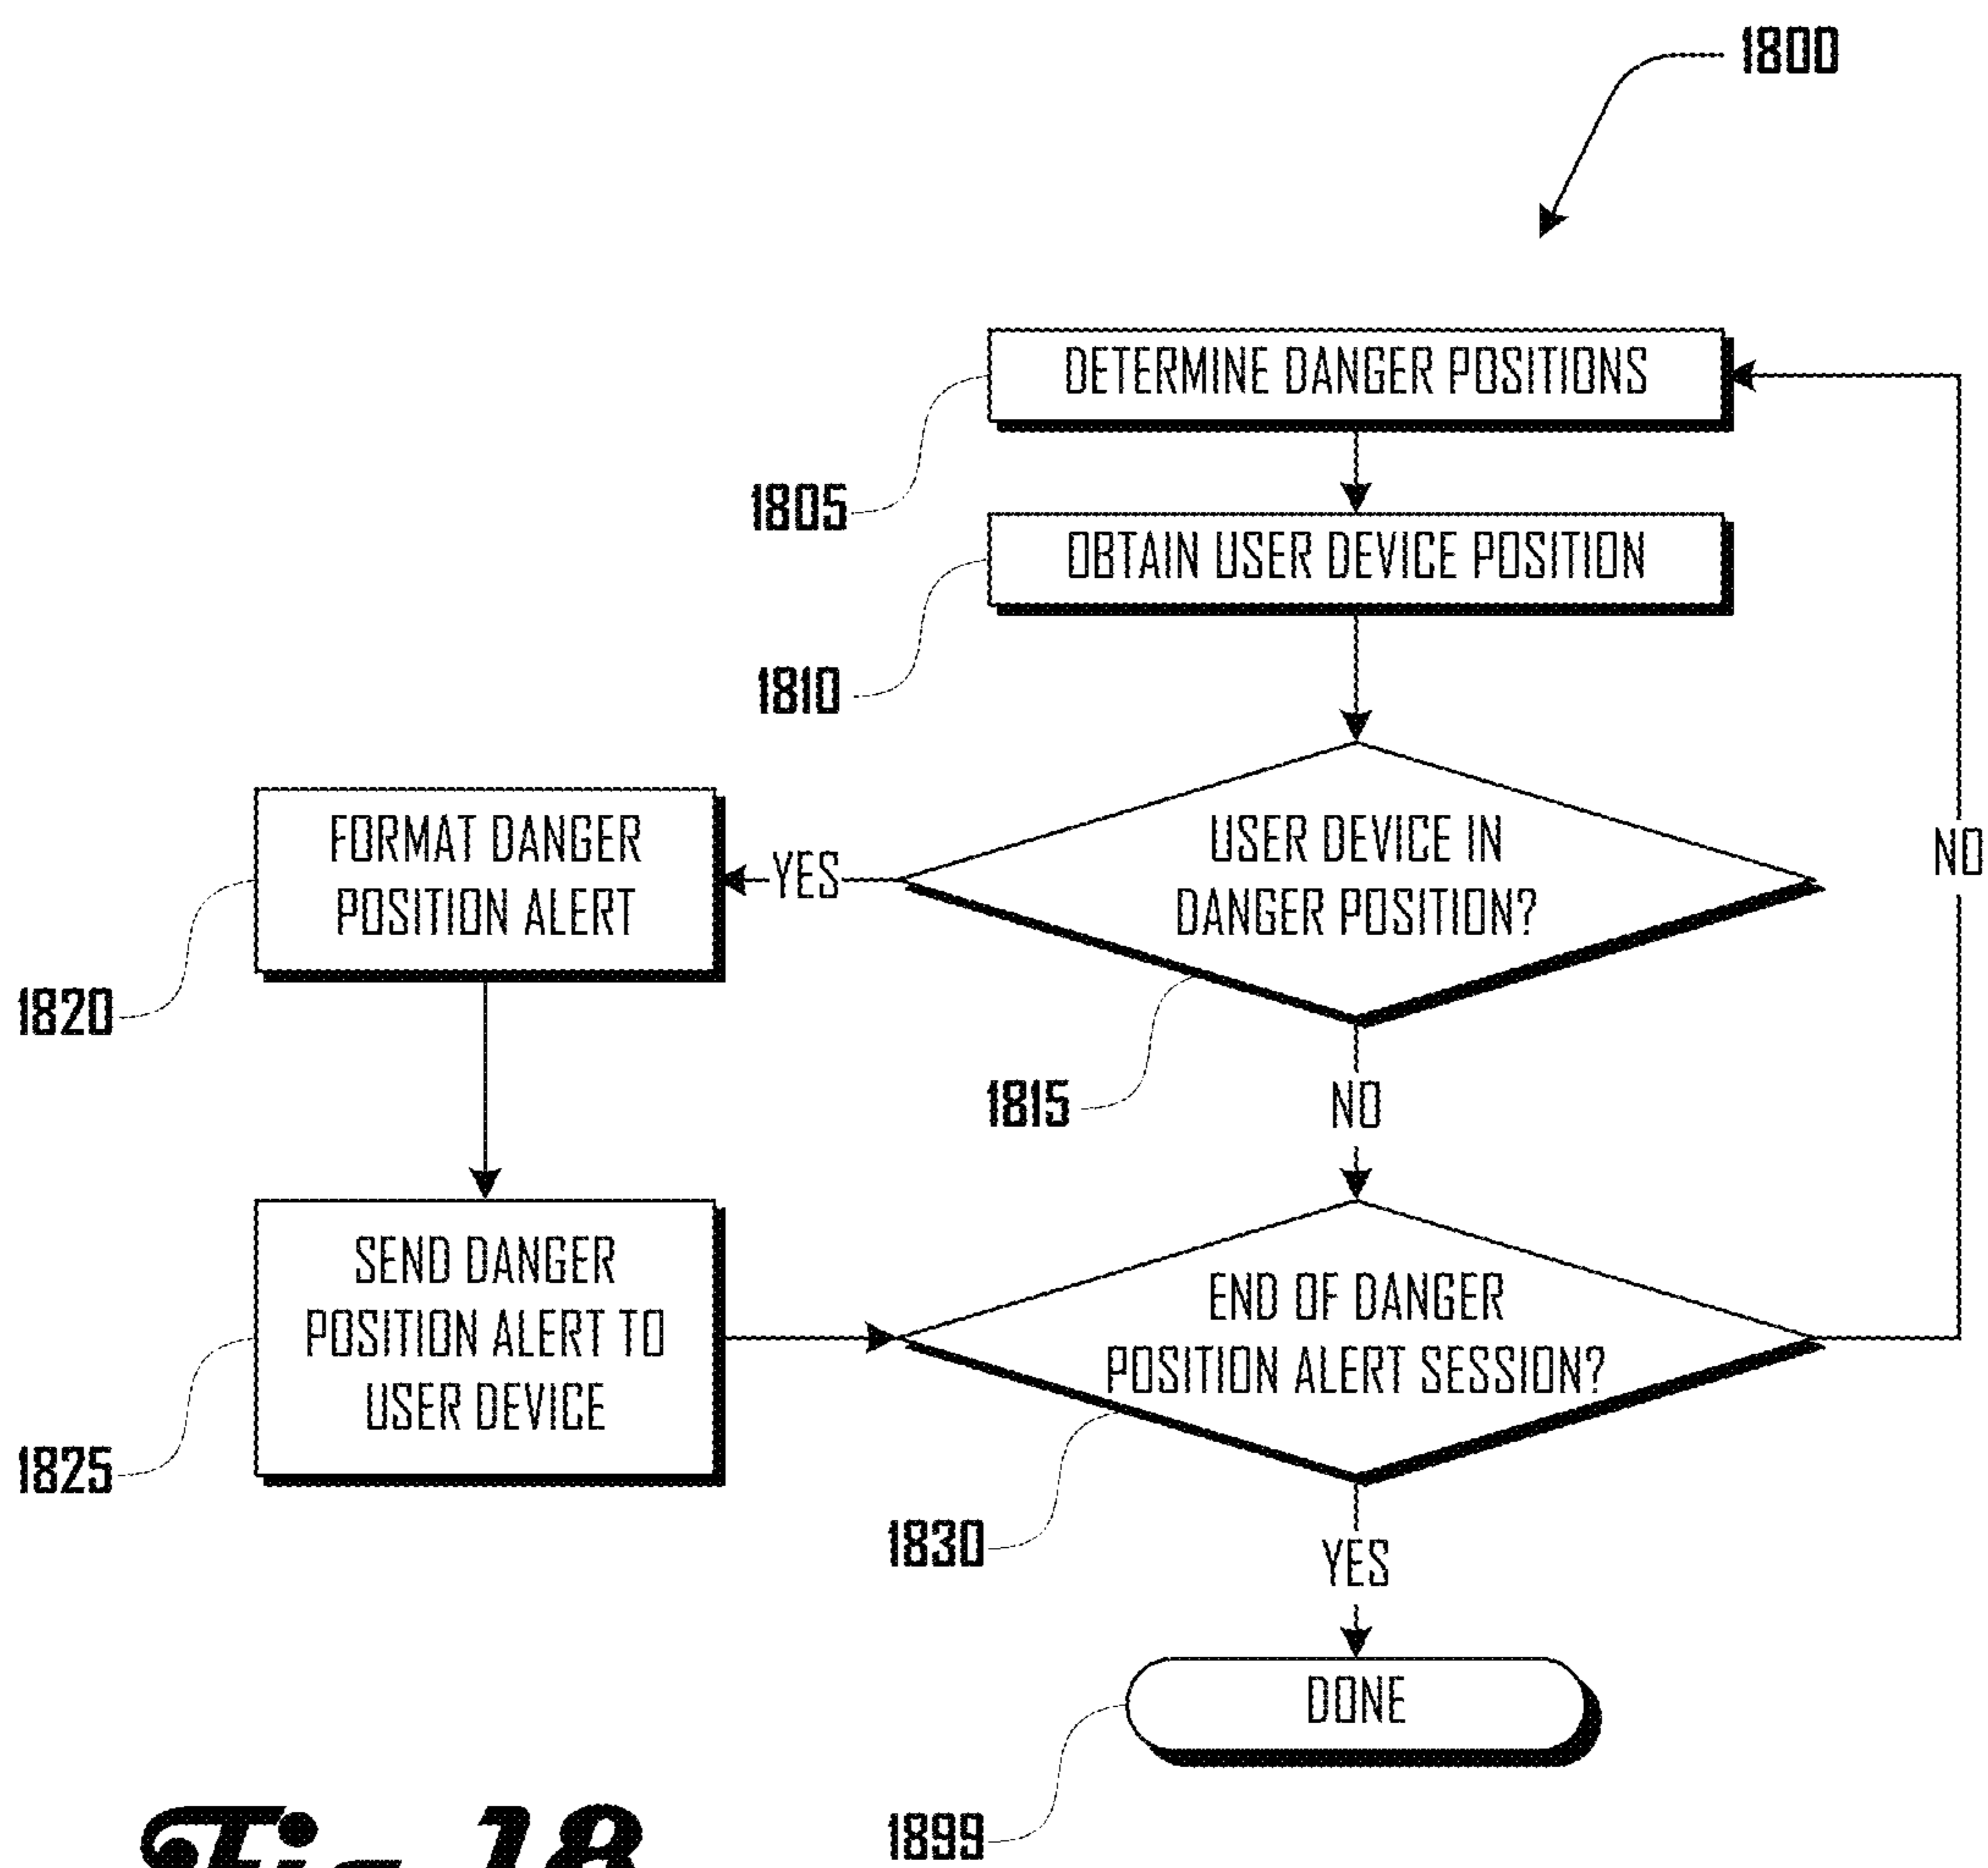 1800
DETERMINE DANGER POSITIONS
1805
OBTAIN USER DEVICE POSITION
1810
USER DEVICE IN
DANGER POSITION?
YES
FORMAT DANGER
POSITION ALERT
1820
1815
NO
NO
SEND DANGER
POSITION ALERT TO
USER DEVICE
1825
END OF DANGER
POSITION ALERT SESSION?
1830
YES
DONE
1899
Fig.18